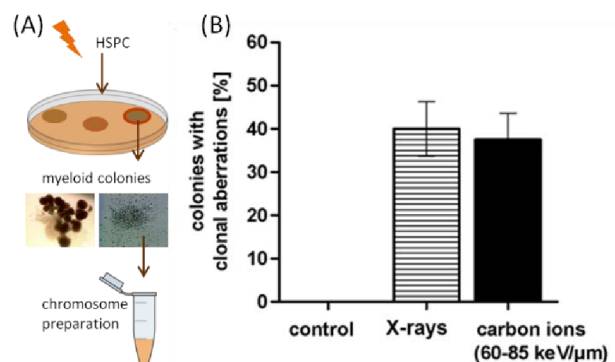 (A)
HSPC
myeloid colonies
chromosome
preparation
(B)
colonies with
clonal aberrations [%]
60
50
40
30
20
10
0
control
X-rays
carbon ions
(60-85 keV/μm)